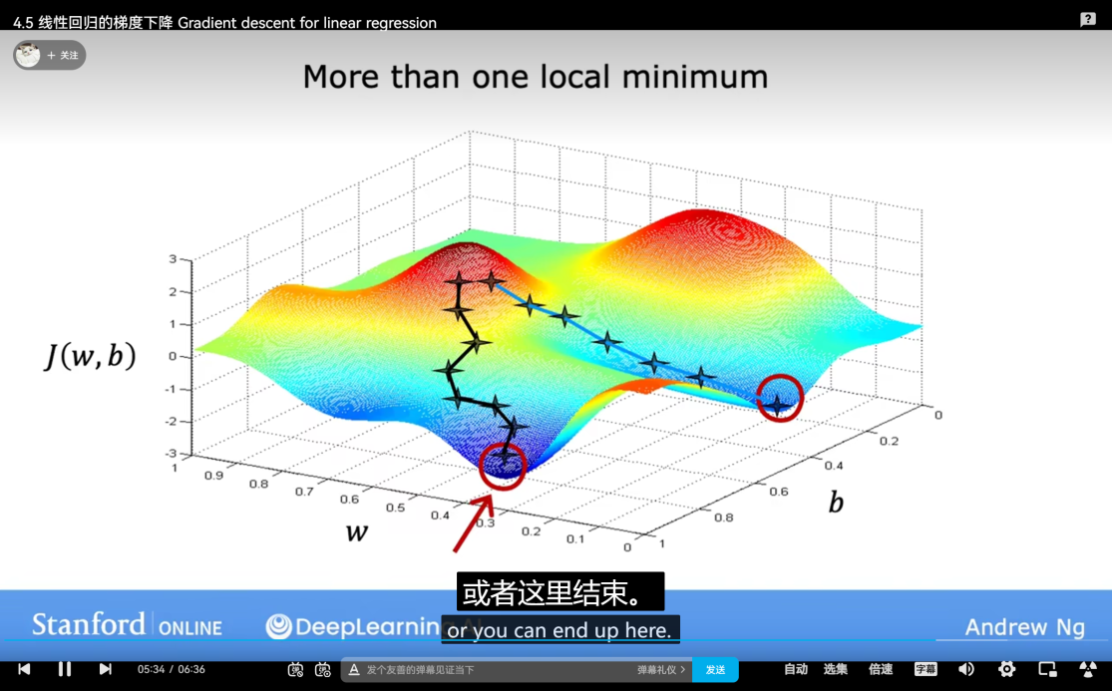 4.5 线性回归的梯度下降 Gradient descent for linear regression
?
+ 关注
More than one local minimum
J(w, b)
3
2
1
0
-1
-2
-3
1
0.9
0.8
0.7
0.6
0.5
0.4
0.3
0.2
0.1
0
w
1
0.8
0.6
0.4
0.2
0
b
或者这里结束。
or you can end up here.
Stanford ONLINE
DeepLearning
Andrew Ng
05:34 / 06:36
A 发个友善的弹幕见证当下
弹幕礼仪 >
发送
自动
选集
倍速
字幕